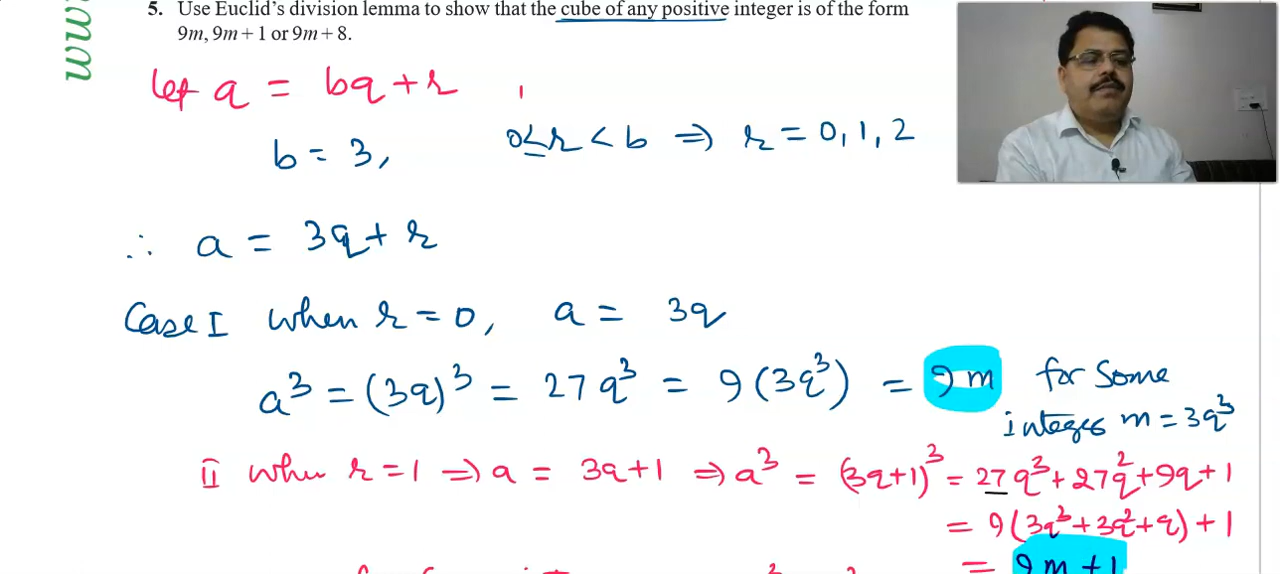 www
5. Use Euclid's division lemma to show that the cube of any positive integer is of the form
9m, 9m + 1 or 9m + 8.
let a = bq + r ,
b = 3, 0 ≤ r < b ⇒ r = 0, 1, 2
∴ a = 3q + r
Case I when r = 0, a = 3q
a³ = (3q)³ = 27q³ = 9(3q³) = 9m for some
integer m = 3q³
II when r = 1 ⇒ a = 3q+1 ⇒ a³ = (3q+1)³ = 27q³ + 27q² + 9q + 1
= 9(3q³ + 3q² + q) + 1
= 9m + 1